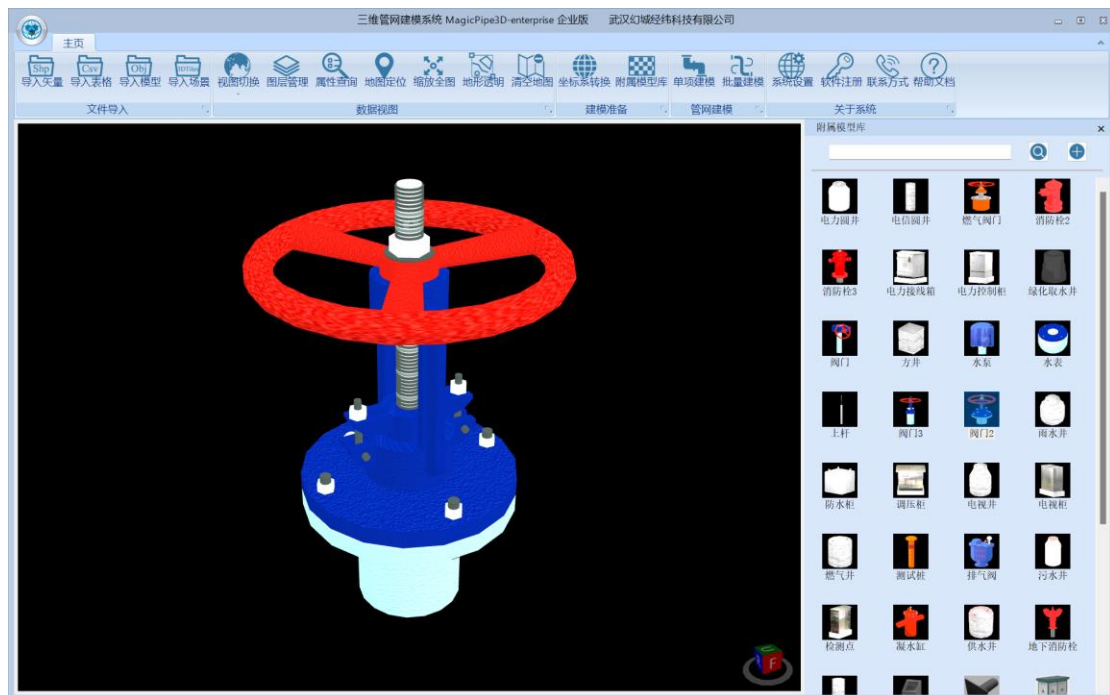 三维管网建模系统 MagicPipe3D-enterprise 企业版 武汉幻城经纬科技有限公司
主页
Shp Csv Obj IOTdata
导入矢量 导入表格 导入模型 导入场景 视图切换 图层管理 属性查询 地图定位 缩放全图 地形透明 清空地图 坐标系转换 附属模型库 单项建模 批量建模 系统设置 软件注册 联系方式 帮助文档
文件导入 数据视图 建模准备 管网建模 关于系统
附属模型库
电力圆井 电信圆井 燃气阀门 消防栓2
消防栓3 电力接线箱 电力控制柜 绿化取水井
阀门 方井 水泵 水表
上杆 阀门3 阀门2 雨水井
防水柜 调压柜 电视井 电视柜
燃气井 测试桩 排气阀 污水井
检测点 凝水缸 供水井 地下消防栓
F